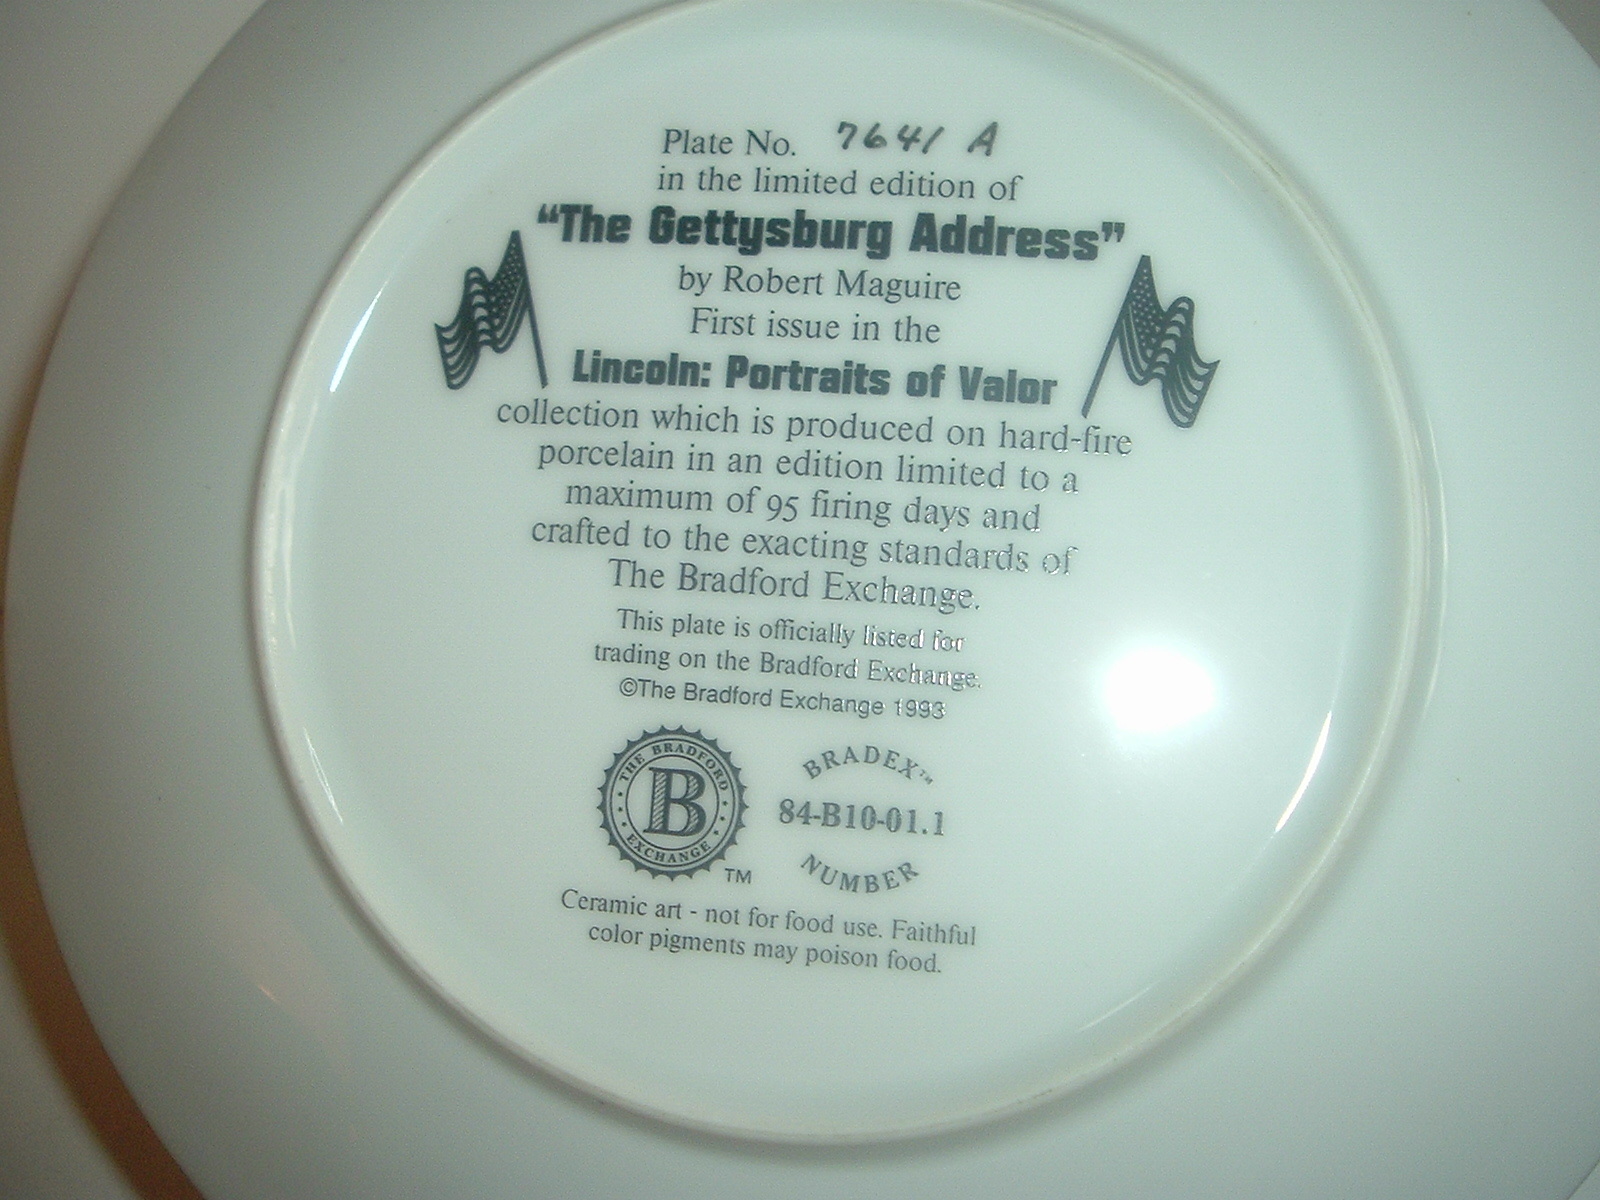 Plate No. 7641 A
in the limited edition of
“The Gettysburg Address”
by Robert Maguire
First issue in the
Lincoln: Portraits of Valor
collection which is produced on hard-fire
porcelain in an edition limited to a
maximum of 95 firing days and
crafted to the exacting standards of
The Bradford Exchange.
This plate is officially listed for
trading on the Bradford Exchange.
©The Bradford Exchange 1993
THE BRADFORD
B
EXCHANGE
TM
BRADEX™
84-B10-01.1
NUMBER
Ceramic art - not for food use. Faithful
color pigments may poison food.